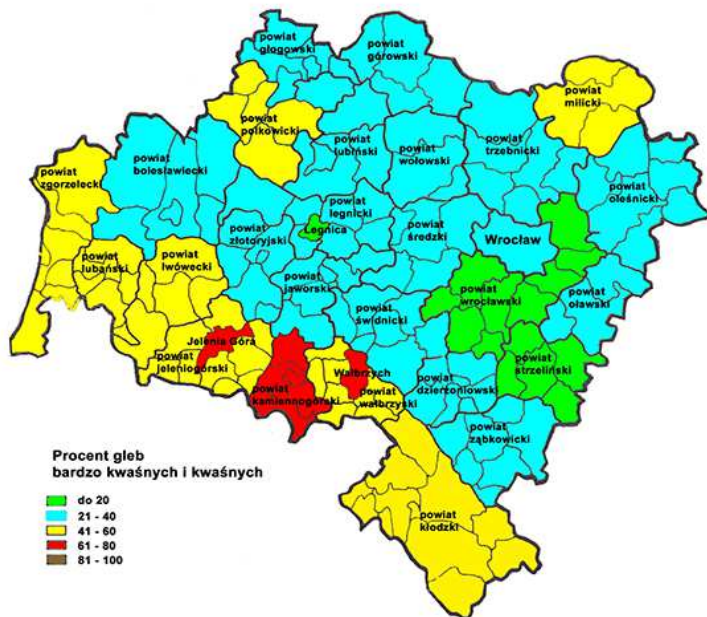 powiat
głogowski
powiat
górowski
powiat
milicki
powiat
polkowicki
powiat
lubiński
powiat
wołowski
powiat
trzebnicki
powiat
zgorzelecki
powiat
bolesławiecki
powiat
oleśnicki
powiat
legnicki
Legnica
powiat
złotoryjski
powiat
średzki
Wrocław
powiat
lubański
powiat
lwówecki
powiat
jaworski
powiat
wrocławski
powiat
oławski
powiat
świdnicki
Jelenia Góra
powiat
jeleniogórski
powiat
kamiennogórski
Wałbrzych
powiat
wałbrzyski
powiat
dzierżoniowski
powiat
strzeliński
powiat
ząbkowicki
powiat
kłodzki
Procent gleb
bardzo kwaśnych i kwaśnych
do 20
21 - 40
41 - 60
61 - 80
81 - 100